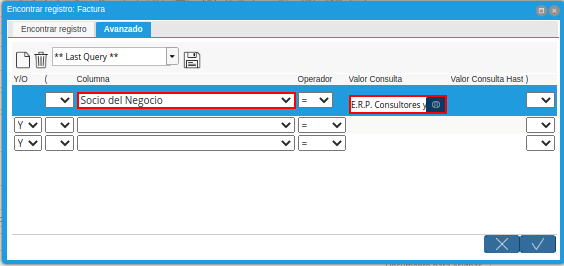 Encontrar registro: Factura
Encontrar registro Avanzado
** Last Query **
Y/O ( Columna Operador Valor Consulta Valor Consulta Hast )
Socio del Negocio = E.R.P. Consultores y
Y =
Y =